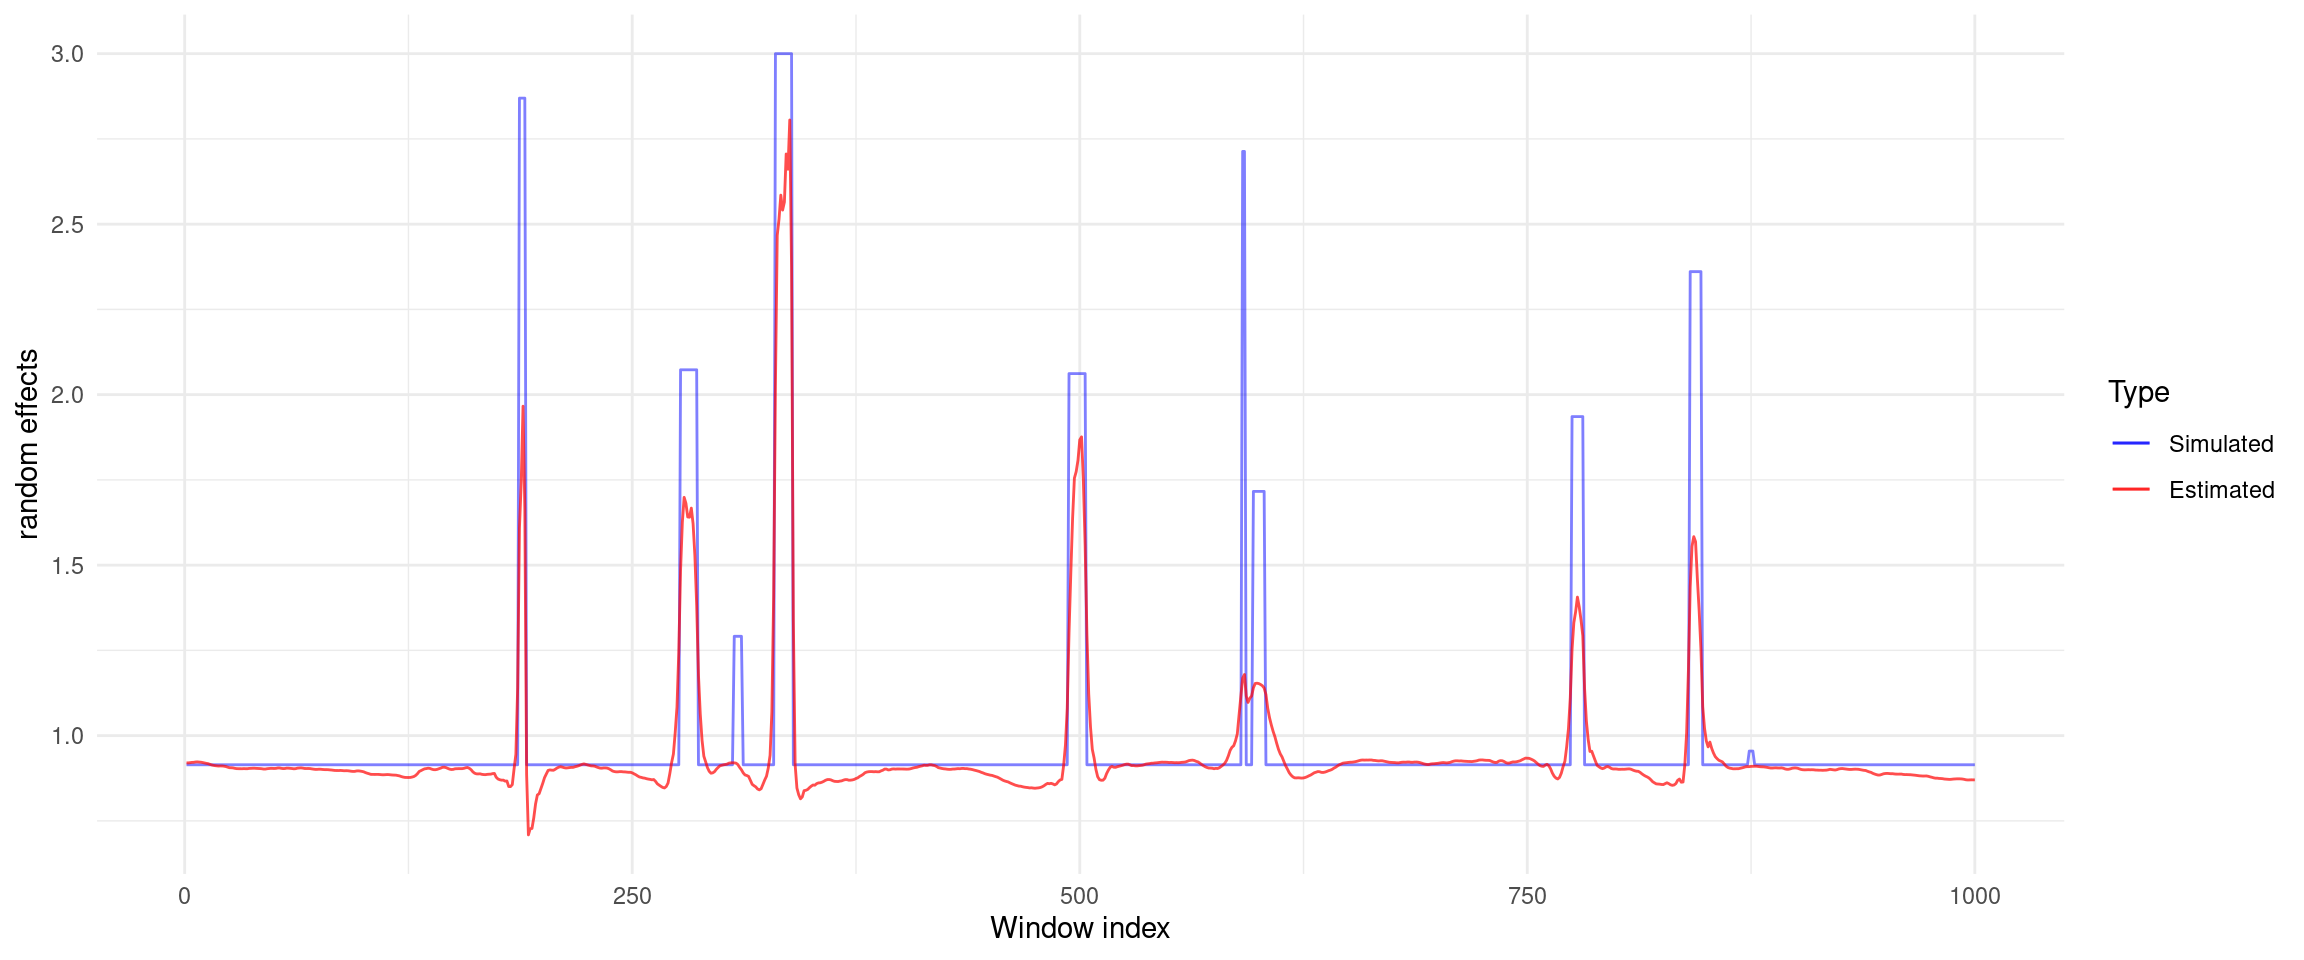 3.0
2.5
2.0
1.5
1.0
random effects
0 250 500 750 1000
Window index
Type
Simulated
Estimated